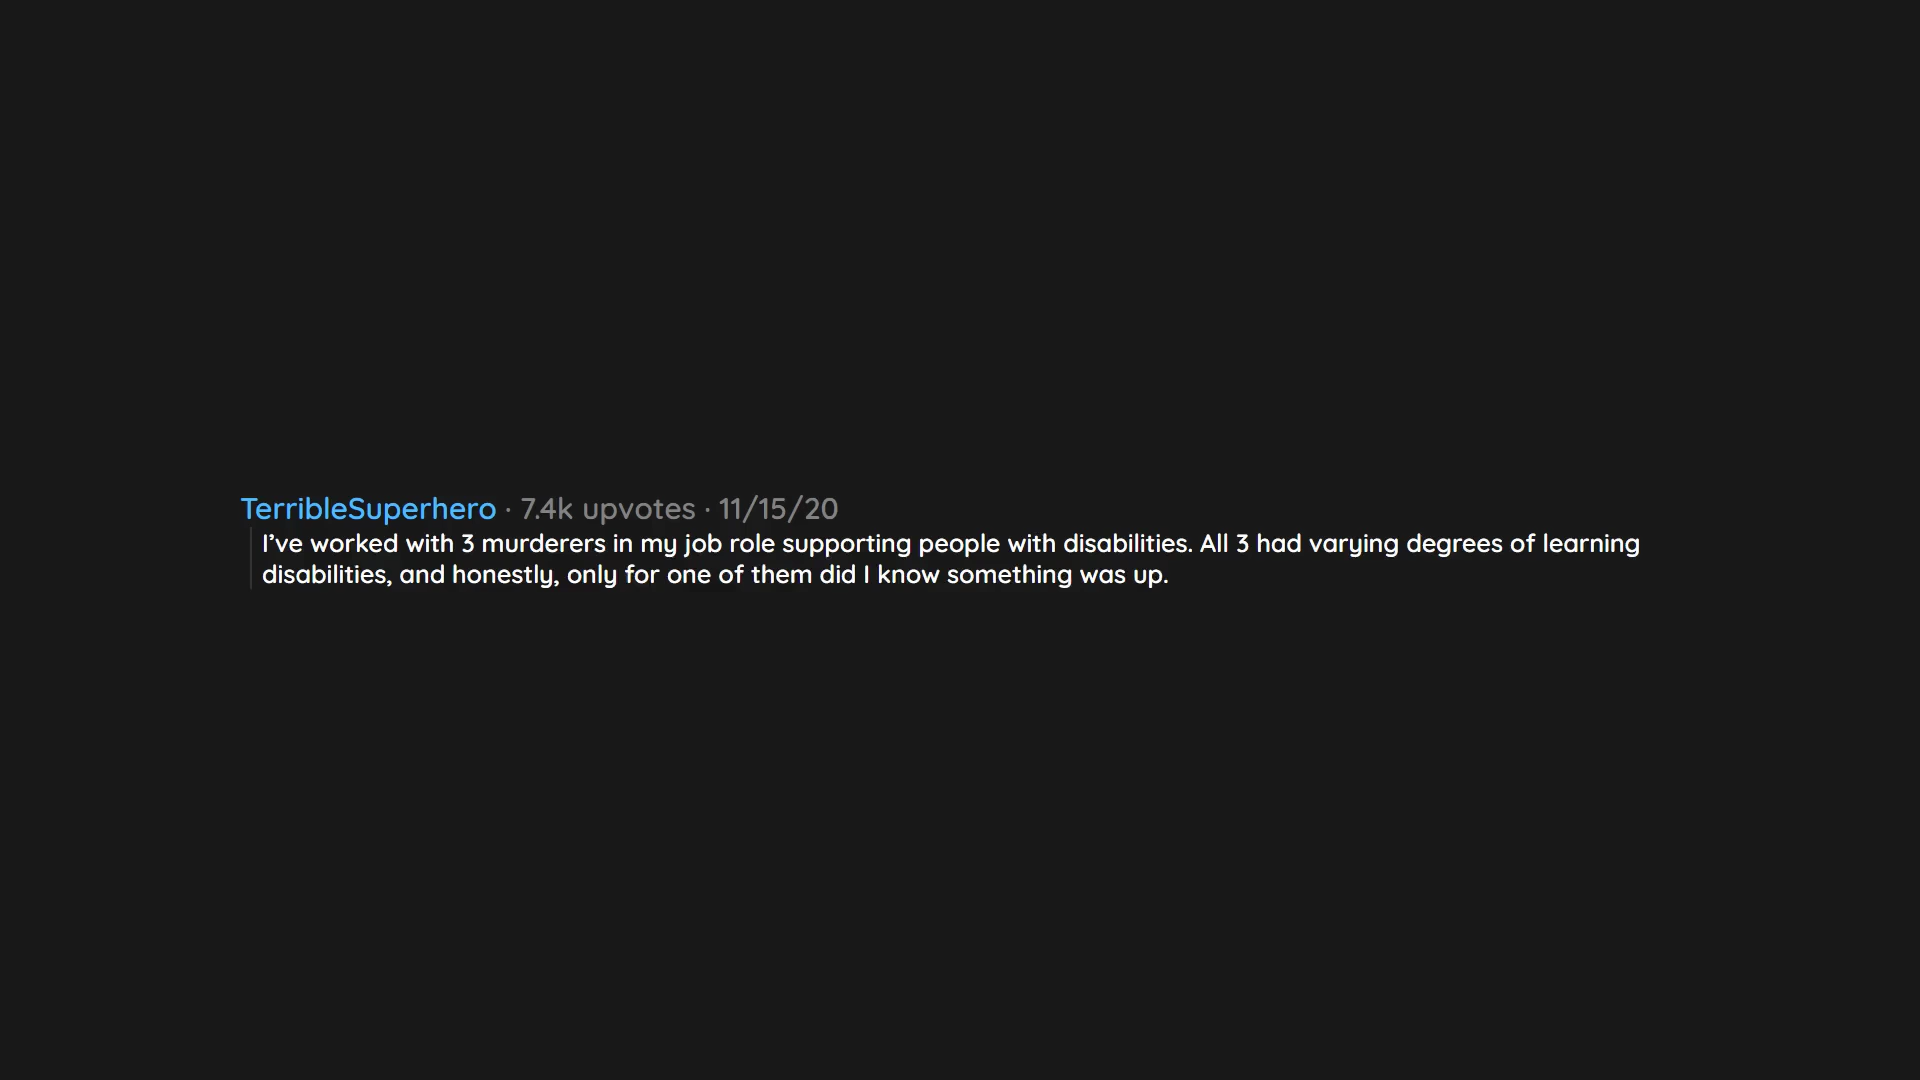 TerribleSuperhero · 7.4k upvotes · 11/15/20
I’ve worked with 3 murderers in my job role supporting people with disabilities. All 3 had varying degrees of learning
disabilities, and honestly, only for one of them did I know something was up.